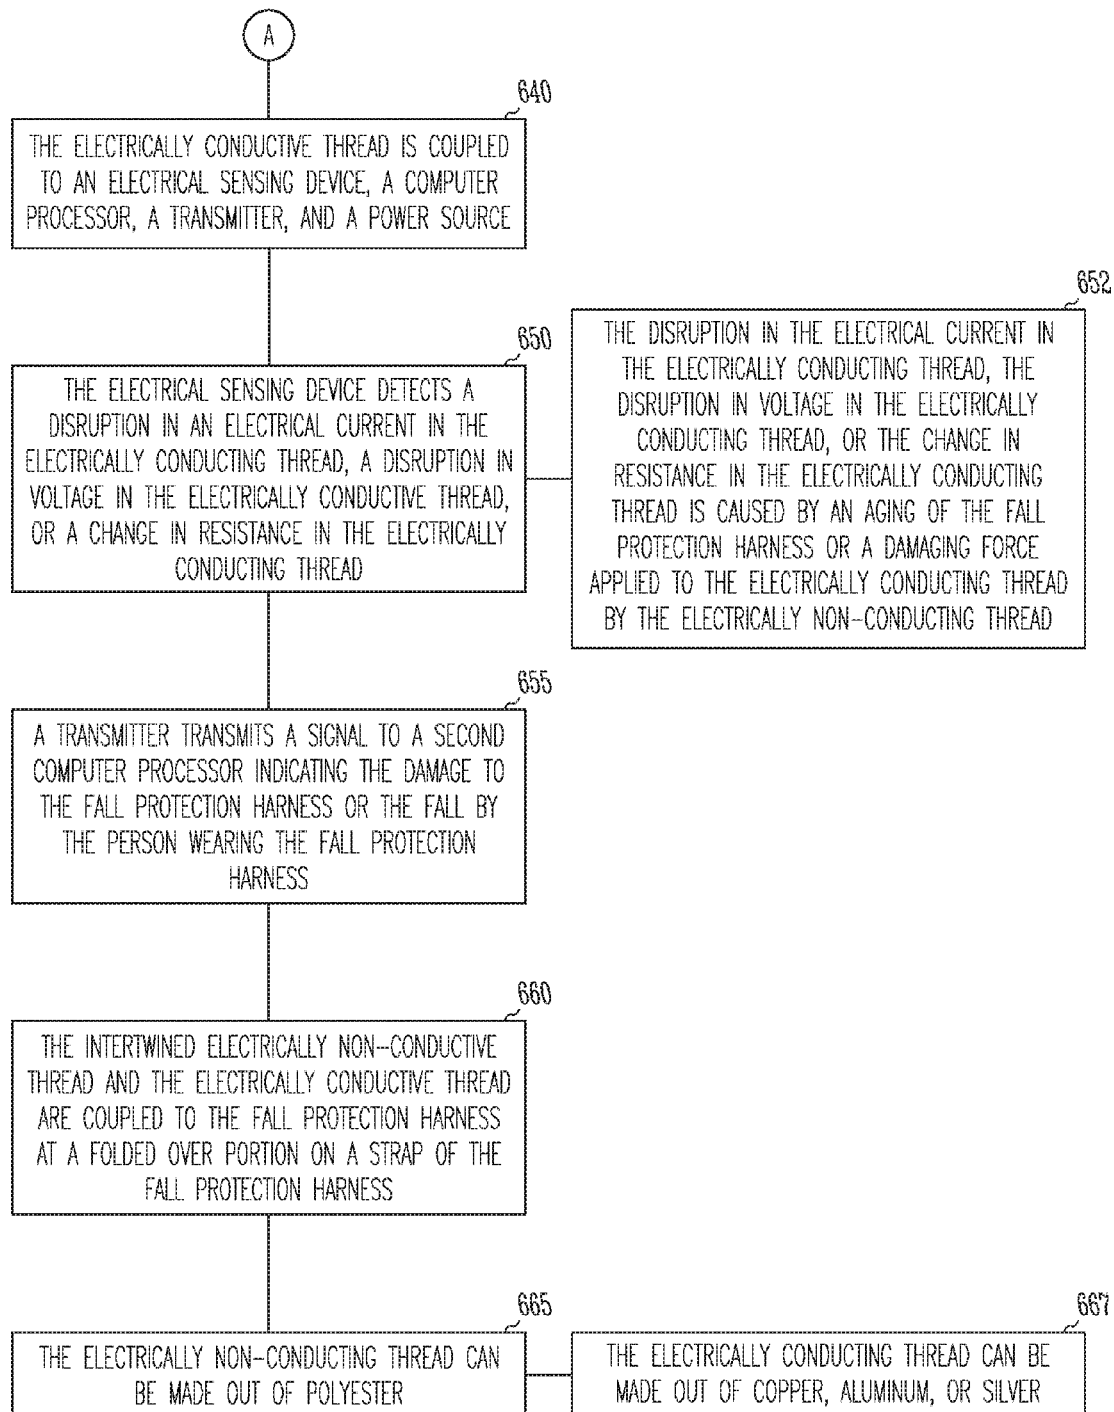 A
640
THE ELECTRICALLY CONDUCTIVE THREAD IS COUPLED
TO AN ELECTRICAL SENSING DEVICE, A COMPUTER
PROCESSOR, A TRANSMITTER, AND A POWER SOURCE
650
THE ELECTRICAL SENSING DEVICE DETECTS A
DISRUPTION IN AN ELECTRICAL CURRENT IN THE
ELECTRICALLY CONDUCTING THREAD, A DISRUPTION IN
VOLTAGE IN THE ELECTRICALLY CONDUCTIVE THREAD,
OR A CHANGE IN RESISTANCE IN THE ELECTRICALLY
CONDUCTING THREAD
652
THE DISRUPTION IN THE ELECTRICAL CURRENT IN
THE ELECTRICALLY CONDUCTING THREAD, THE
DISRUPTION IN VOLTAGE IN THE ELECTRICALLY
CONDUCTING THREAD, OR THE CHANGE IN
RESISTANCE IN THE ELECTRICALLY CONDUCTING
THREAD IS CAUSED BY AN AGING OF THE FALL
PROTECTION HARNESS OR A DAMAGING FORCE
APPLIED TO THE ELECTRICALLY CONDUCTING THREAD
BY THE ELECTRICALLY NON-CONDUCTING THREAD
655
A TRANSMITTER TRANSMITS A SIGNAL TO A SECOND
COMPUTER PROCESSOR INDICATING THE DAMAGE TO
THE FALL PROTECTION HARNESS OR THE FALL BY
THE PERSON WEARING THE FALL PROTECTION
HARNESS
660
THE INTERTWINED ELECTRICALLY NON-CONDUCTIVE
THREAD AND THE ELECTRICALLY CONDUCTIVE THREAD
ARE COUPLED TO THE FALL PROTECTION HARNESS
AT A FOLDED OVER PORTION ON A STRAP OF THE
FALL PROTECTION HARNESS
665
THE ELECTRICALLY NON-CONDUCTING THREAD CAN
BE MADE OUT OF POLYESTER
667
THE ELECTRICALLY CONDUCTING THREAD CAN BE
MADE OUT OF COPPER, ALUMINUM, OR SILVER